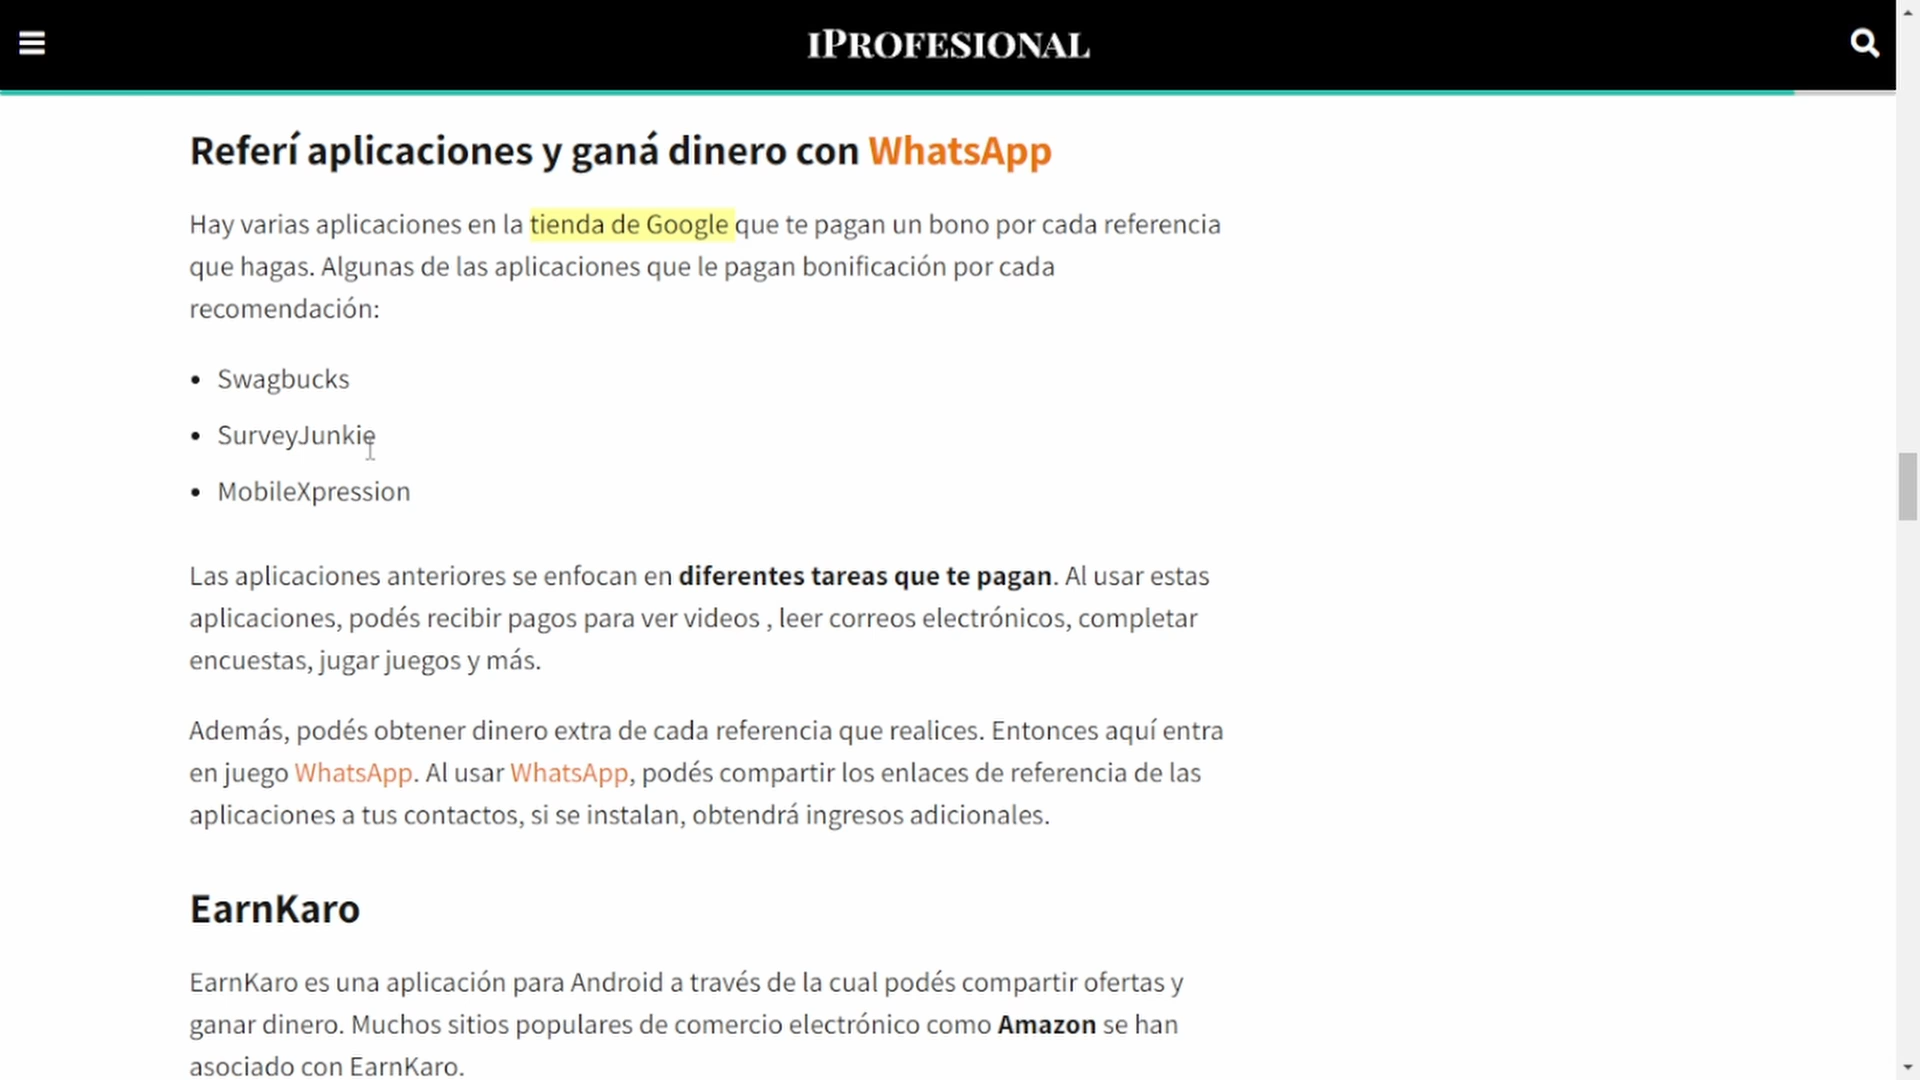 IPROFESIONAL
Referí aplicaciones y ganá dinero con WhatsApp
Hay varias aplicaciones en la tienda de Google que te pagan un bono por cada referencia
que hagas. Algunas de las aplicaciones que le pagan bonificación por cada
recomendación:
• Swagbucks
• SurveyJunkie
• MobileXpression
Las aplicaciones anteriores se enfocan en diferentes tareas que te pagan. Al usar estas
aplicaciones, podés recibir pagos para ver videos , leer correos electrónicos, completar
encuestas, jugar juegos y más.
Además, podés obtener dinero extra de cada referencia que realices. Entonces aquí entra
en juego WhatsApp. Al usar WhatsApp, podés compartir los enlaces de referencia de las
aplicaciones a tus contactos, si se instalan, obtendrá ingresos adicionales.
EarnKaro
EarnKaro es una aplicación para Android a través de la cual podés compartir ofertas y
ganar dinero. Muchos sitios populares de comercio electrónico como Amazon se han
asociado con EarnKaro.